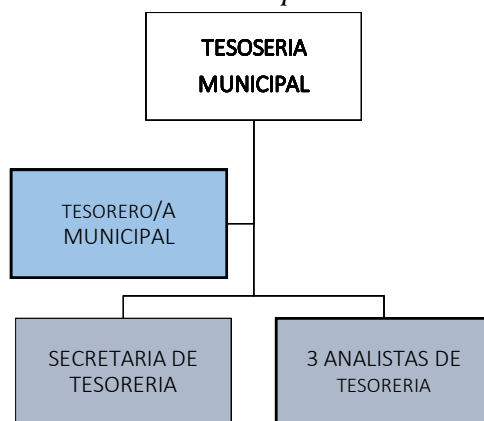 TESOSERIA
MUNICIPAL
TESORERO/A
MUNICIPAL
SECRETARIA DE
TESORERIA
3 ANALISTAS DE
TESORERIA